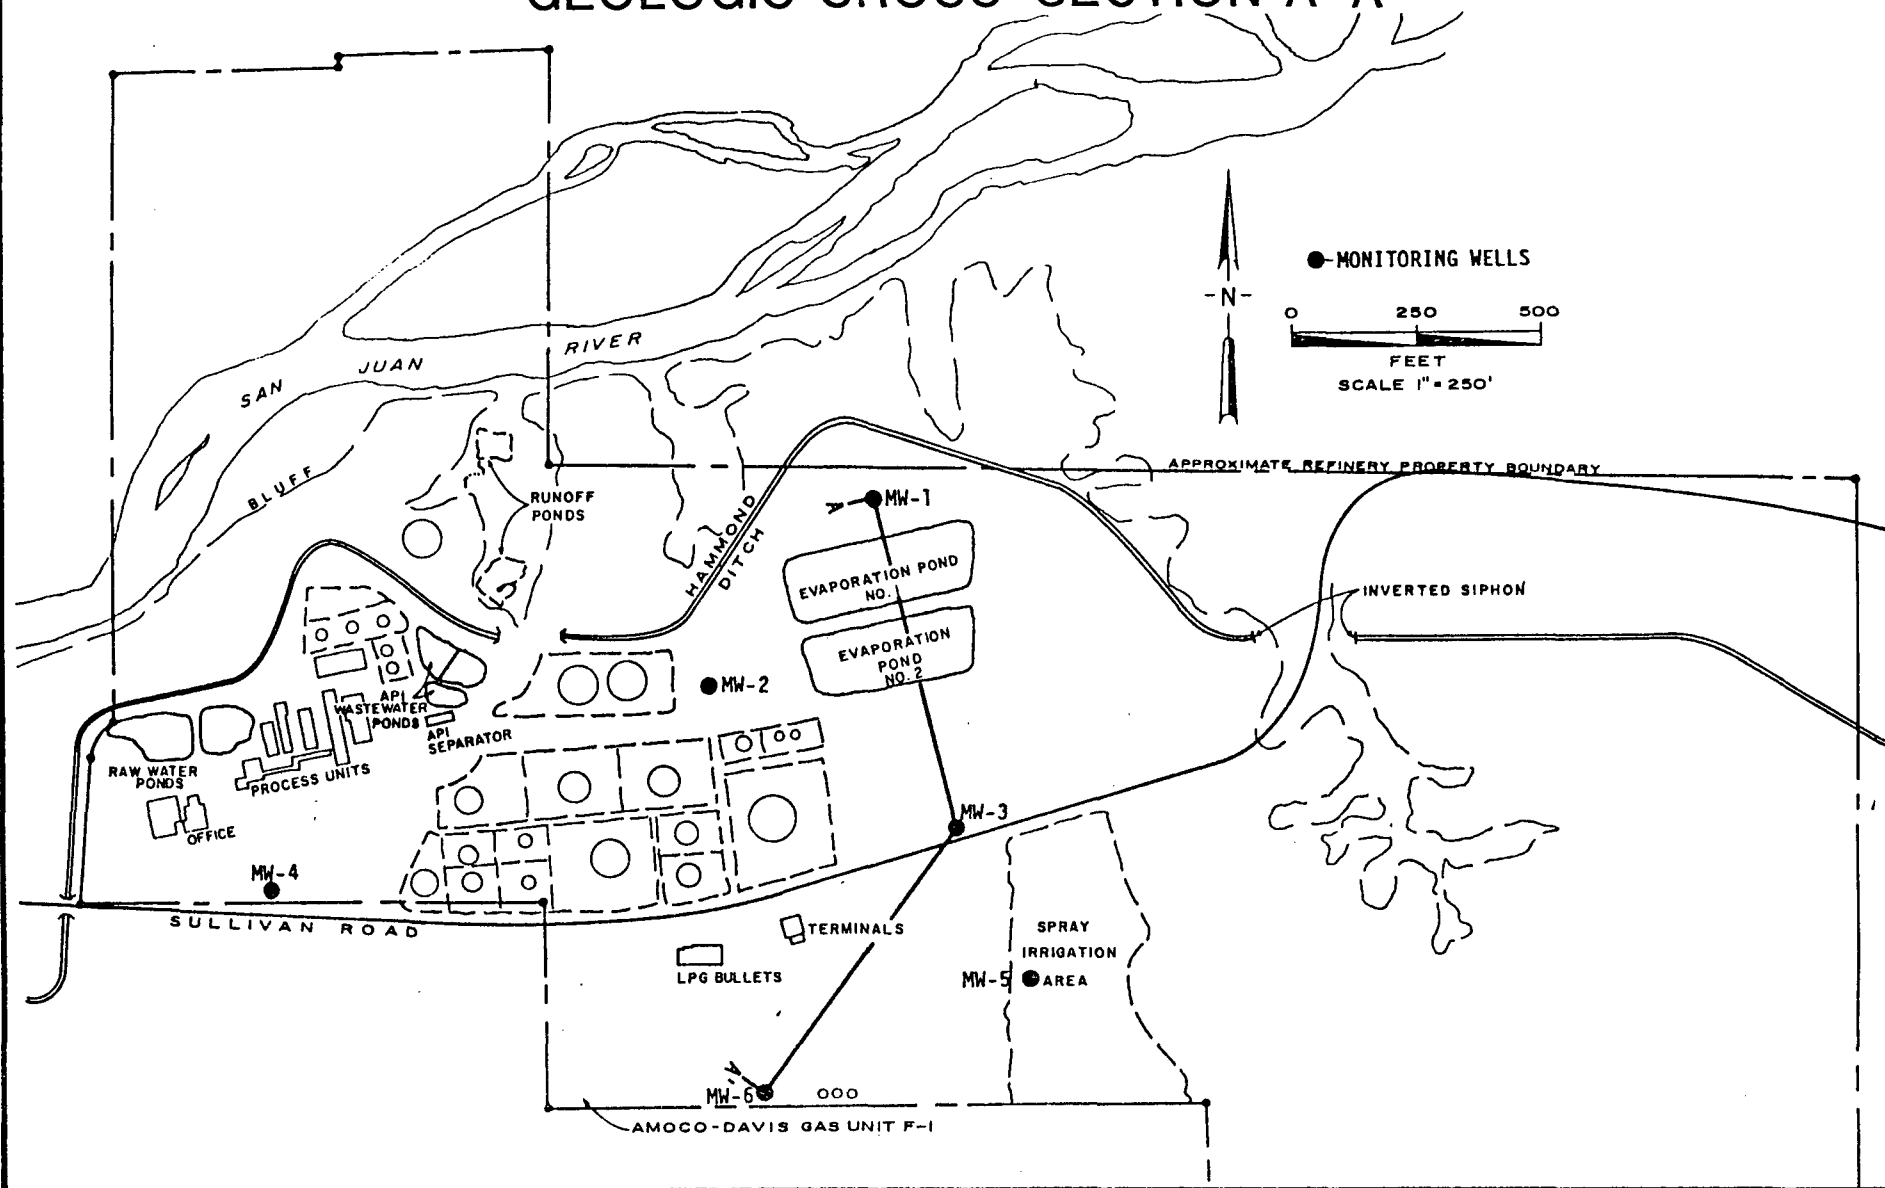 GEOLOGIC CROSS SECTION A-A'
MONITORING WELLS
-N-
0 250 500
FEET
SCALE 1"=250'
SAN JUAN RIVER
BLUFF
RUNOFF
PONDS
HAMMOND
DITCH
A
MW-1
APPROXIMATE REFINERY PROPERTY BOUNDARY
EVAPORATION POND
NO. 1
INVERTED SIPHON
EVAPORATION
POND
NO. 2
MW-2
API
WASTEWATER
PONDS
API
SEPARATOR
RAW WATER
PONDS
PROCESS UNITS
OFFICE
MW-3
MW-4
SULLIVAN ROAD
TERMINALS
LPG BULLETS
SPRAY
IRRIGATION
AREA
MW-5
A'
MW-6
AMOCO-DAVIS GAS UNIT F-1